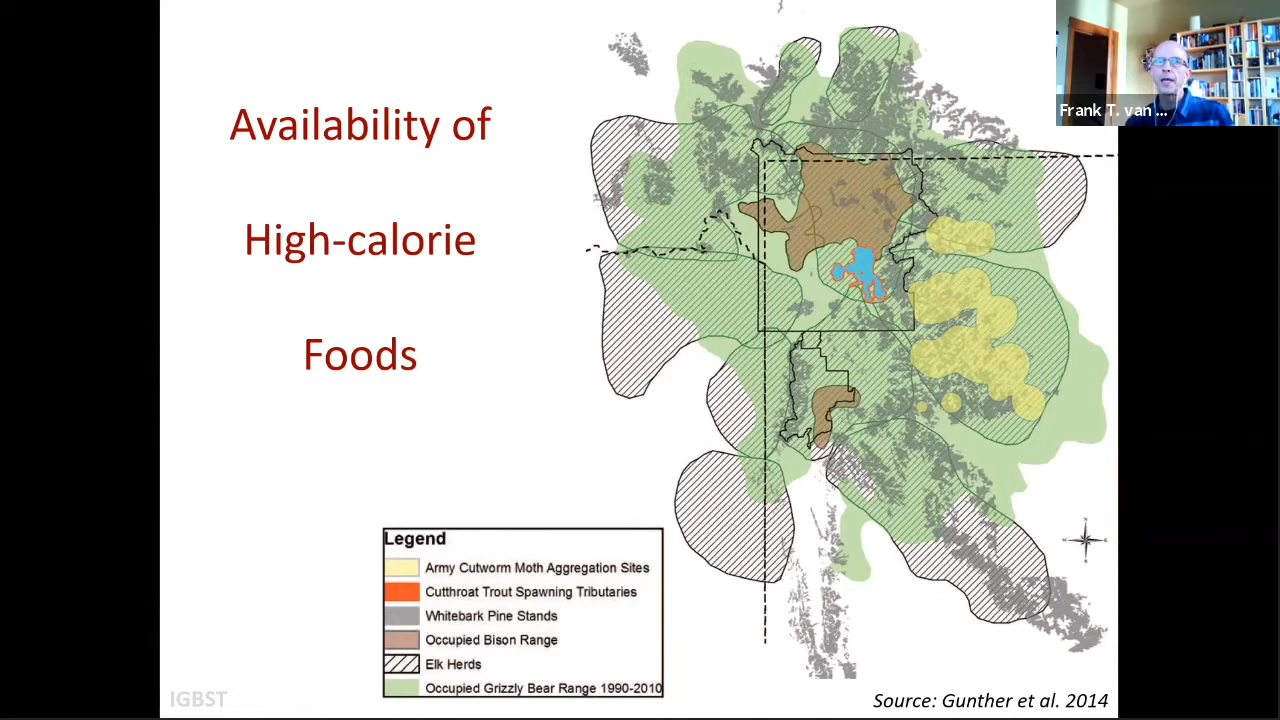 Availability of
High-calorie
Foods
Frank T. van ...
Legend
Army Cutworm Moth Aggregation Sites
Cutthroat Trout Spawning Tributaries
Whitebark Pine Stands
Occupied Bison Range
Elk Herds
Occupied Grizzly Bear Range 1990-2010
IGBST
Source: Gunther et al. 2014